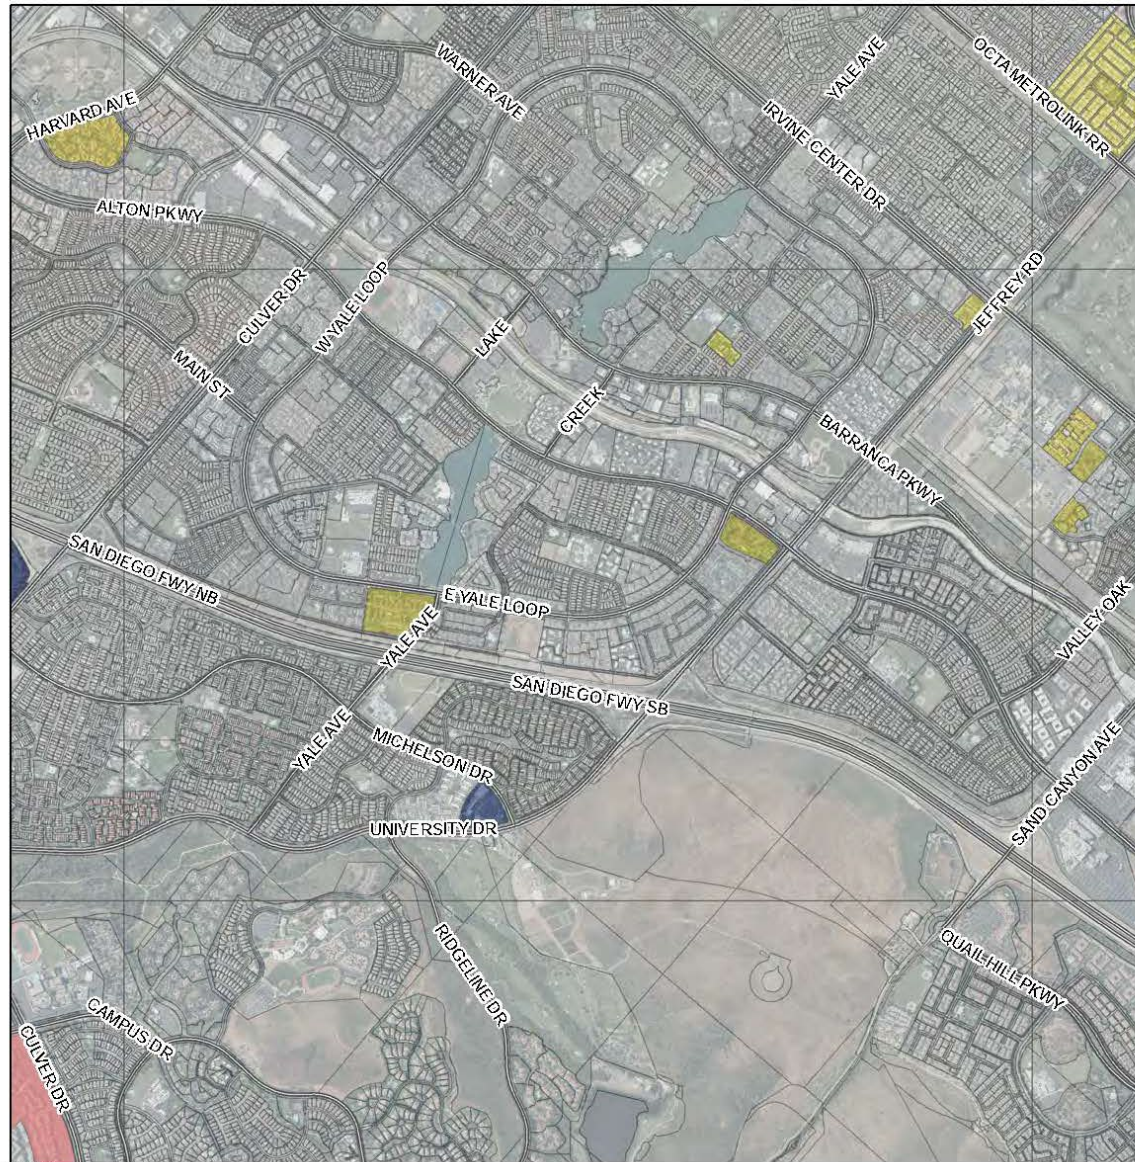 WARNER AVE
YALE AVE
OCTA METROLINK RR
HARVARD AVE
IRVINE CENTER DR
ALTON PKWY
CULVER DR
W YALE LOOP
JEFFREY RD
LAKE
MAIN ST
CREEK
BARRANCA PKWY
SAN DIEGO FWY NB
E YALE LOOP
YALE AVE
VALLEY OAK
SAN DIEGO FWY SB
YALE AVE
MICHELSON DR
SAND CANYON AVE
UNIVERSITY DR
RIDGELINE DR
QUAIL HILL PKWY
CAMPUS DR
CULVER DR